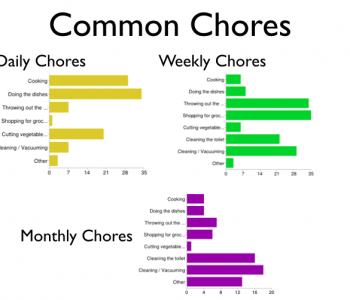 Common Chores
Daily Chores
Cooking
Doing the dishes
Throwing out the ...
Shopping for groc...
Cutting vegetable...
Cleaning / Vacuuming
Other
0 7 14 21 28 35
Weekly Chores
Cooking
Doing the dishes
Throwing out the ...
Shopping for groc...
Cutting vegetable...
Cleaning the toilet
Cleaning / Vacuuming
Other
0 7 14 21 28 35
Monthly Chores
Cooking
Doing the dishes
Throwing out the ...
Shopping for groc...
Cutting vegetable...
Cleaning the toilet
Cleaning / Vacuuming
Other
0 4 8 12 16 20